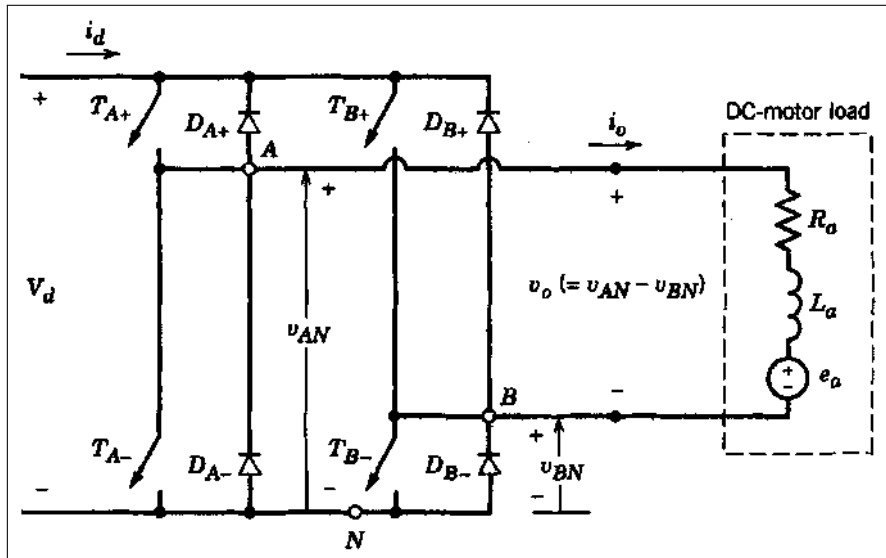 i_d
+
T_A+
D_A+
T_B+
D_B+
i_o
DC-motor load
A
+
+
R_a
V_d
v_AN
v_o (= v_AN − v_BN)
L_a
+
−
e_a
B
−
T_A−
D_A−
T_B−
D_B−
+
v_BN
−
−
−
N